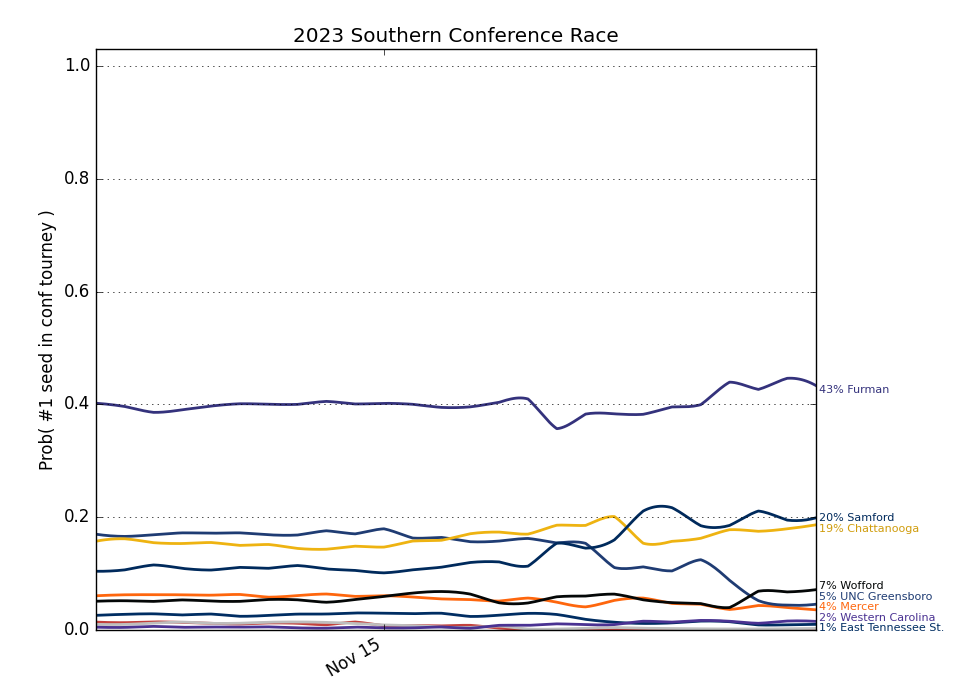 2023 Southern Conference Race
Prob( #1 seed in conf tourney )
1.0
0.8
0.6
0.4
0.2
0.0
Nov 15
43% Furman
20% Samford
19% Chattanooga
7% Wofford
5% UNC Greensboro
4% Mercer
2% Western Carolina
1% East Tennessee St.